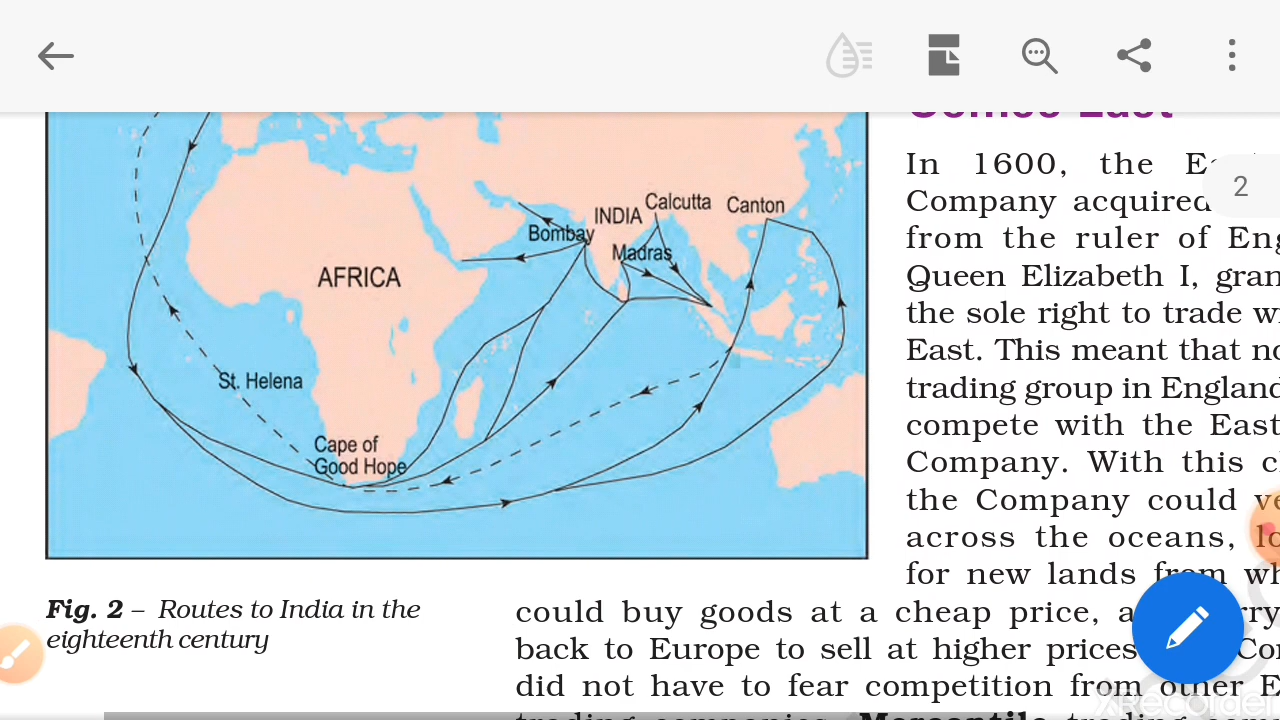 2
In 1600, the
Company acquired
from the ruler of
Queen Elizabeth I,
the sole right to trade
East. This meant that
trading group in England
compete with the East
Company. With this
the Company could
across the oceans,
for new lands from
could buy goods at a cheap price,
back to Europe to sell at higher prices
did not have to fear competition from other
Mercantile trading
INDIA
Calcutta
Canton
Bombay
Madras
AFRICA
St. Helena
Cape of
Good Hope
Fig. 2 – Routes to India in the
eighteenth century
XRecorder